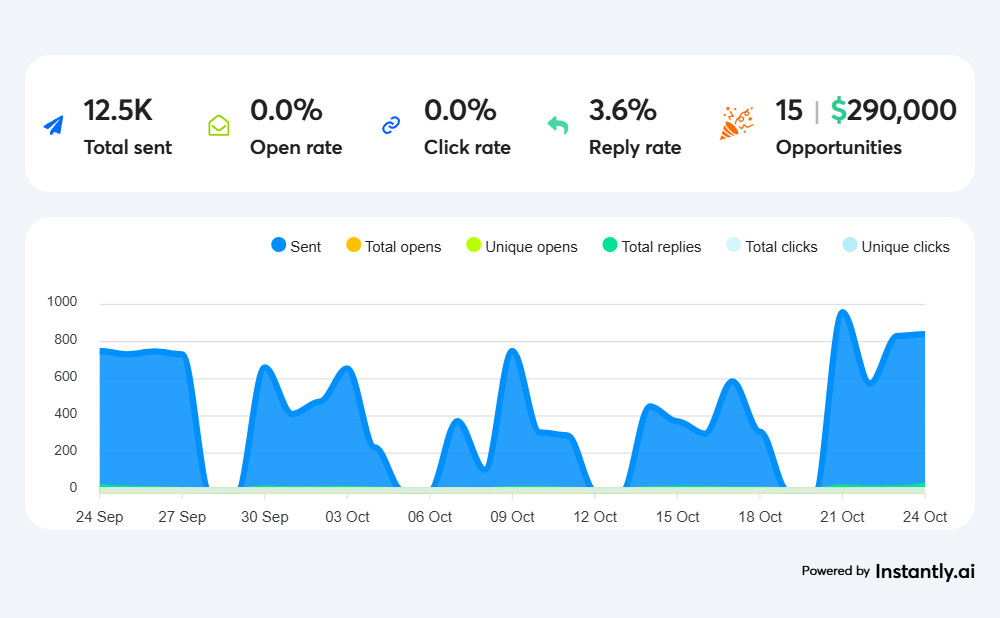 12.5K 0.0% 0.0% 3.6% 15 | $290,000
Total sent Open rate Click rate Reply rate Opportunities
Sent Total opens Unique opens Total replies Total clicks Unique clicks
1000
800
600
400
200
0
24 Sep 27 Sep 30 Sep 03 Oct 06 Oct 09 Oct 12 Oct 15 Oct 18 Oct 21 Oct 24 Oct
Powered by Instantly.ai